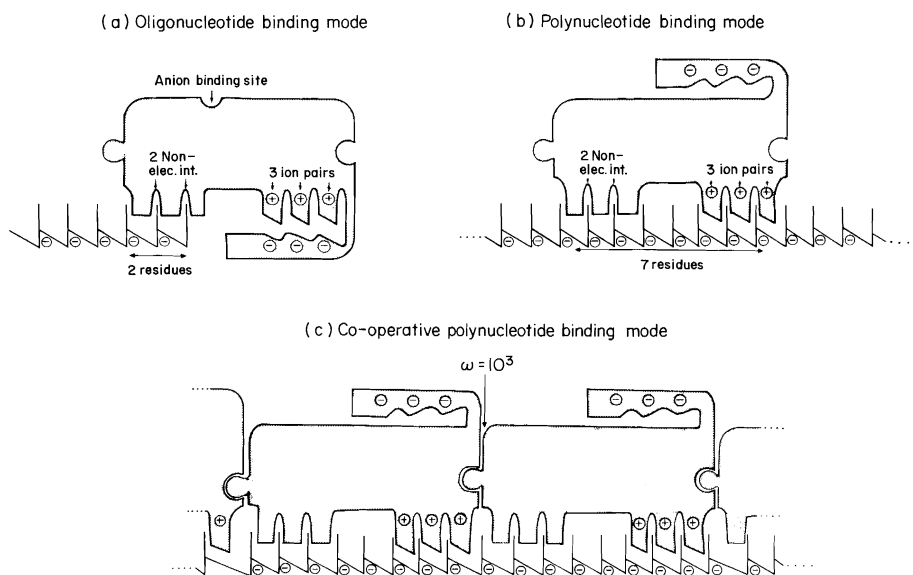 (a) Oligonucleotide binding mode
Anion binding site
2 Non-
elec. int.
3 ion pairs
2 residues
(b) Polynucleotide binding mode
2 Non-
elec. int.
3 ion pairs
7 residues
(c) Co-operative polynucleotide binding mode
ω = 10³